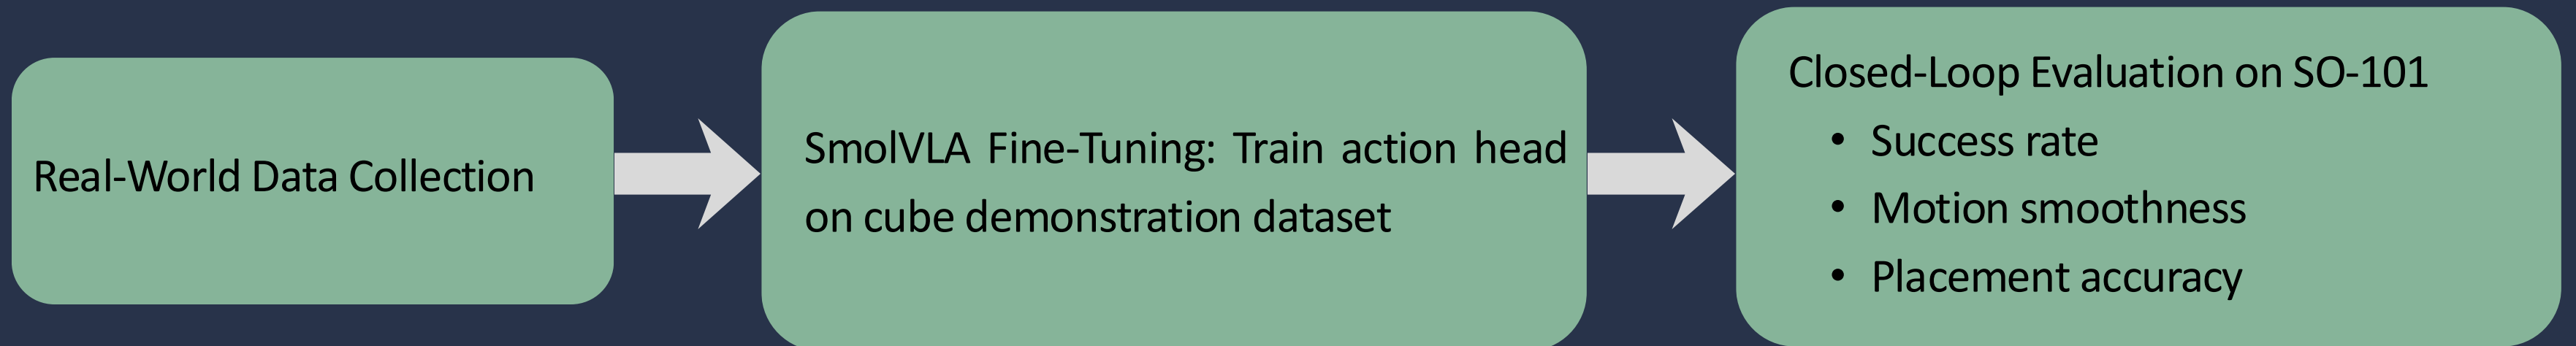 Real-World Data Collection
SmolVLA Fine-Tuning: Train action head
on cube demonstration dataset
Closed-Loop Evaluation on SO-101
• Success rate
• Motion smoothness
• Placement accuracy